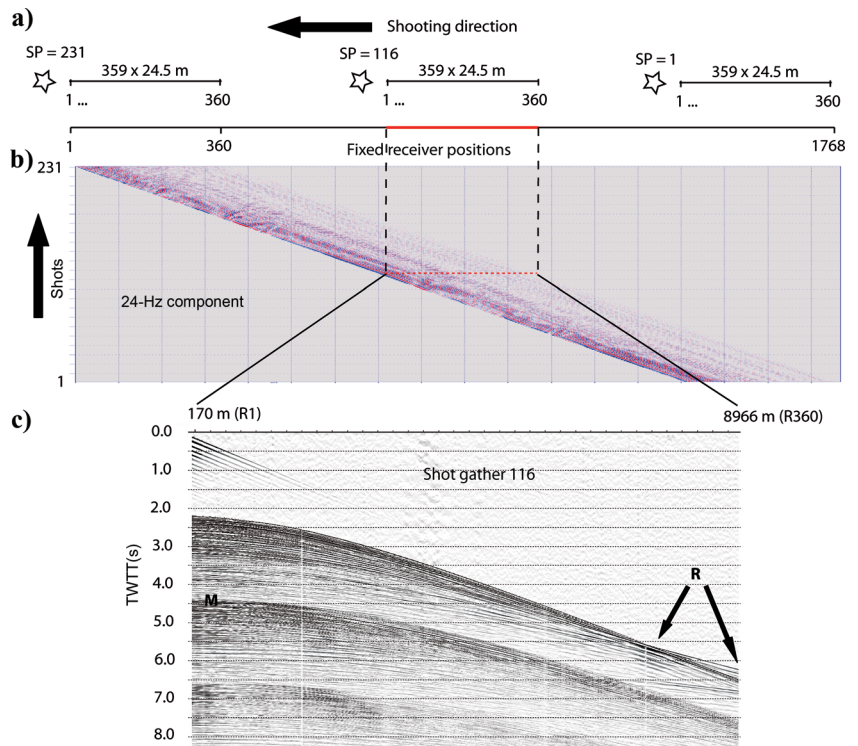 a)
Shooting direction
SP = 231
SP = 116
SP = 1
359 x 24.5 m
359 x 24.5 m
359 x 24.5 m
1 ...
360
1 ...
360
1 ...
360
1
360
Fixed receiver positions
1768
b)
231
Shots
24-Hz component
1
170 m (R1)
8966 m (R360)
c)
0.0
Shot gather 116
1.0
2.0
3.0
TWTT(s)
4.0
R
M
5.0
6.0
7.0
8.0